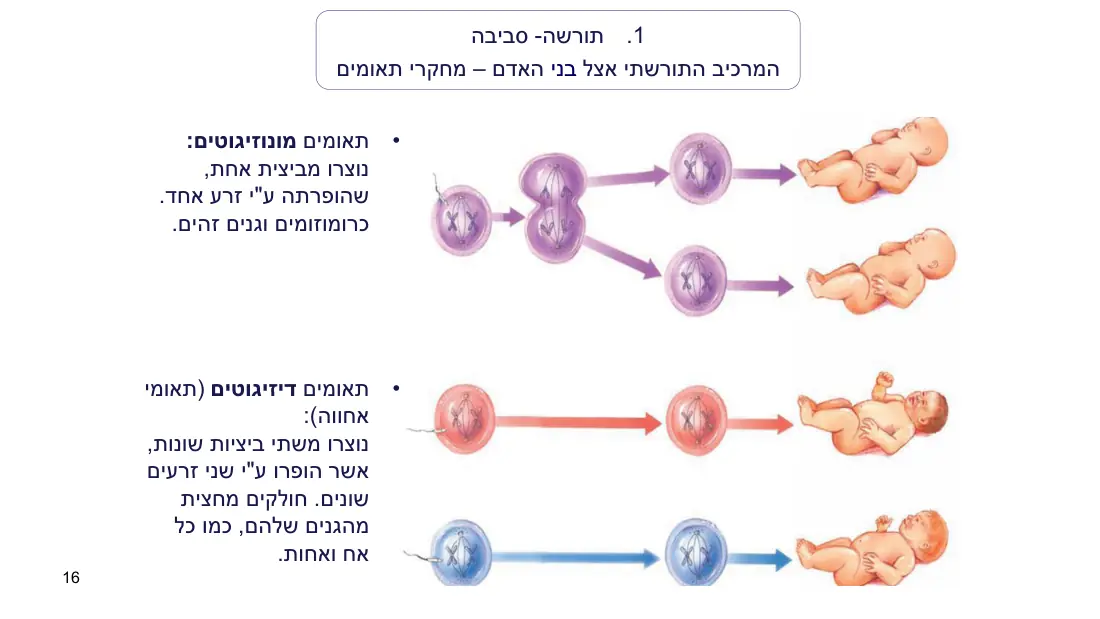 1. תורשה- סביבה
המרכיב התורשתי אצל בני האדם – מחקרי תאומים
• תאומים מונוזיגוטים:
נוצרו מביצית אחת,
שהופרתה ע"י זרע אחד.
כרומוזומים וגנים זהים.
• תאומים דיזיגוטים (תאומי
אחווה):
נוצרו משתי ביציות שונות,
אשר הופרו ע"י שני זרעים
שונים. חולקים מחצית
מהגנים שלהם, כמו כל
אח ואחות.
16